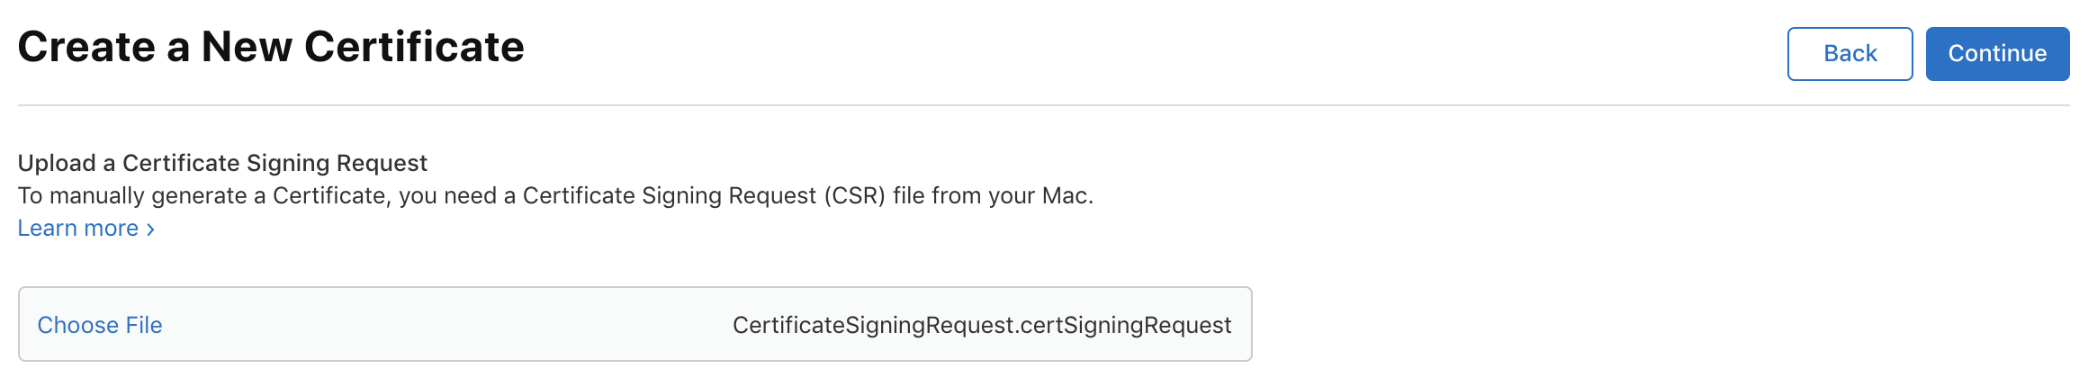 Create a New Certificate
Back
Continue
Upload a Certificate Signing Request
To manually generate a Certificate, you need a Certificate Signing Request (CSR) file from your Mac.
Learn more ›
Choose File
CertificateSigningRequest.certSigningRequest